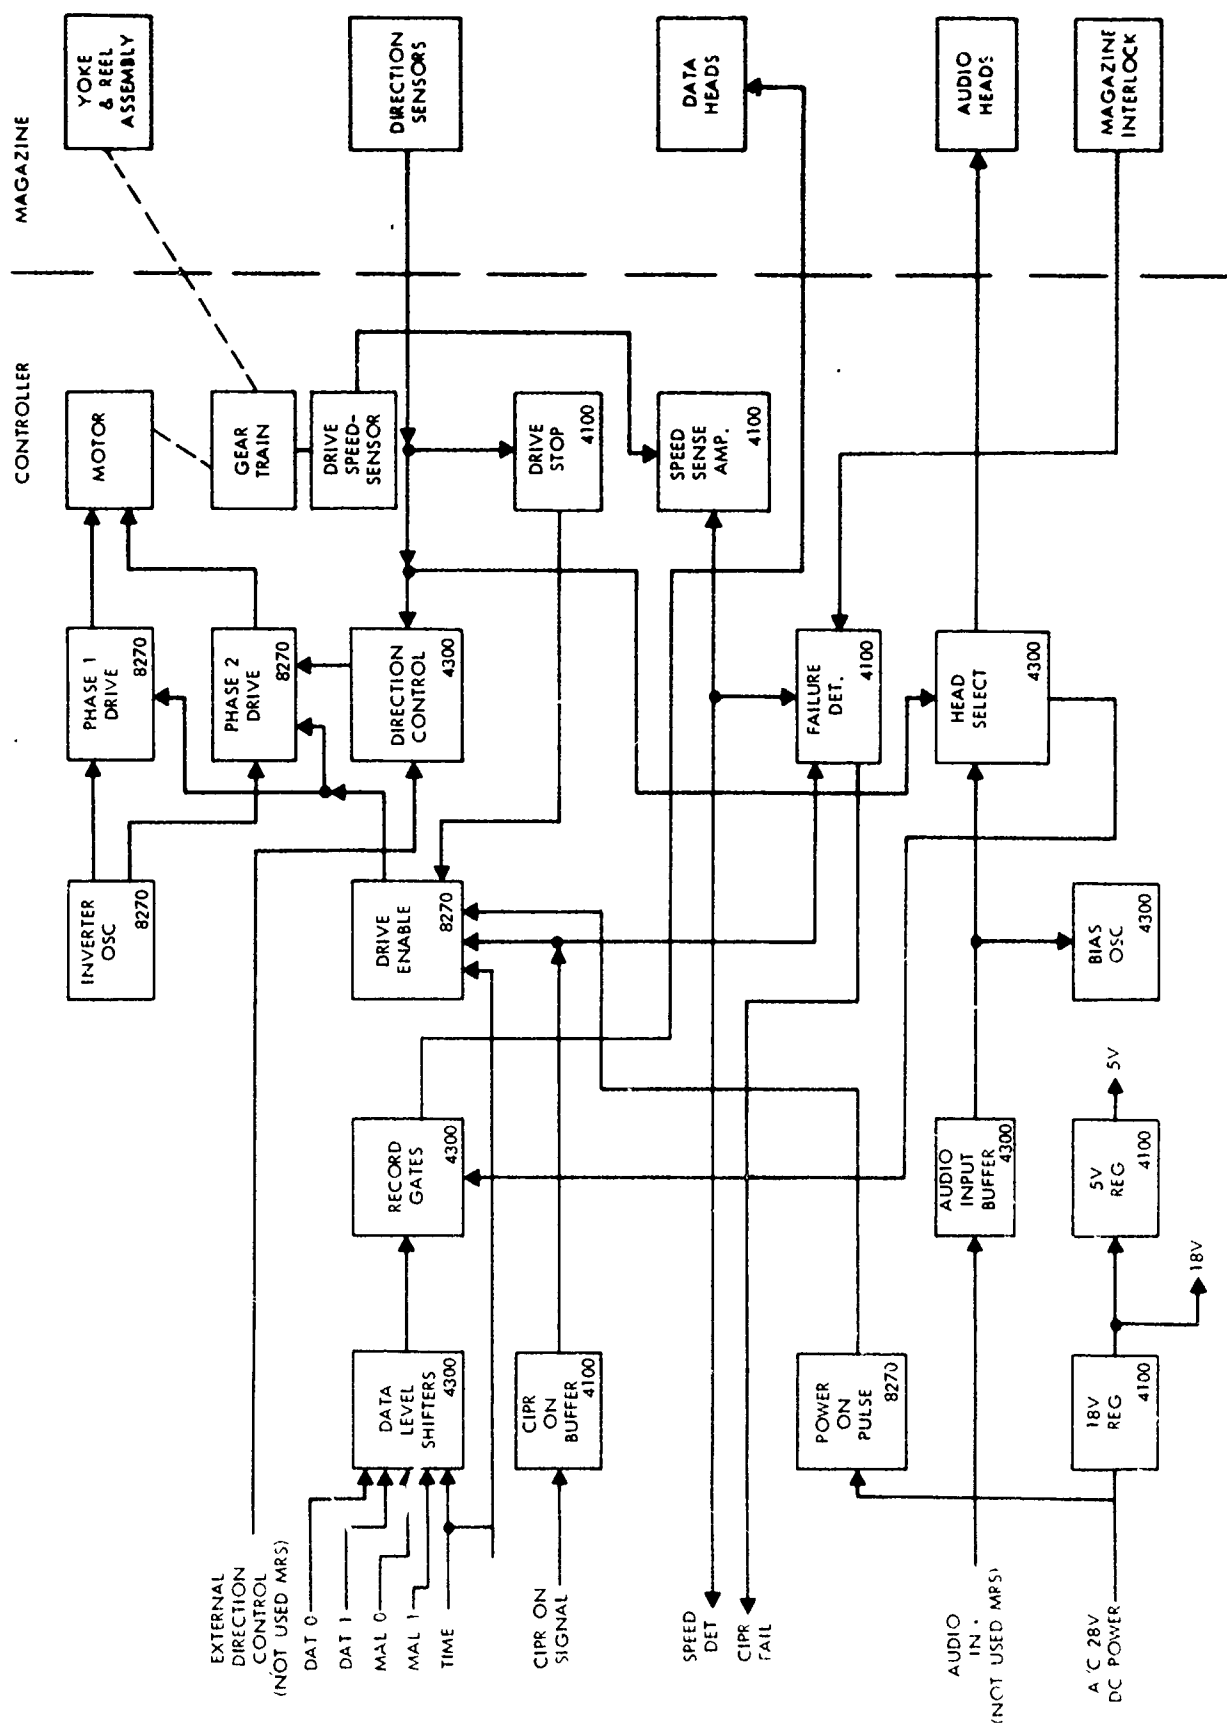 MAGAZINE
YOKE
& REEL
ASSEMBLY
DIRECTION
SENSORS
DATA
HEADS
AUDIO
HEADS
MAGAZINE
INTERLOCK
CONTROLLER
MOTOR
GEAR
TRAIN
DRIVE
SPEED-
SENSOR
DRIVE
STOP
4100
SPEED
SENSE
AMP.
4100
PHASE 1
DRIVE
8270
PHASE 2
DRIVE
8270
DIRECTION
CONTROL
4300
FAILURE
DET.
4100
HEAD
SELECT
4300
INVERTER
OSC
8270
DRIVE
ENABLE
8270
BIAS
OSC
4300
RECORD
GATES
4300
AUDIO
INPUT
BUFFER
4300
5V
REG
4100
5V
DATA
LEVEL
SHIFTERS
4300
CIPR
ON
BUFFER
4100
POWER
ON
PULSE
8270
18V
REG
4100
18V
EXTERNAL
DIRECTION
CONTROL
(NOT USED MRS)
DAT 0
DAT 1
MAL 0
MAL 1
TIME
CIPR ON
SIGNAL
SPEED
DET
CIPR
FAIL
AUDIO
IN.
(NOT USED MRS)
A/C 28V
DC POWER